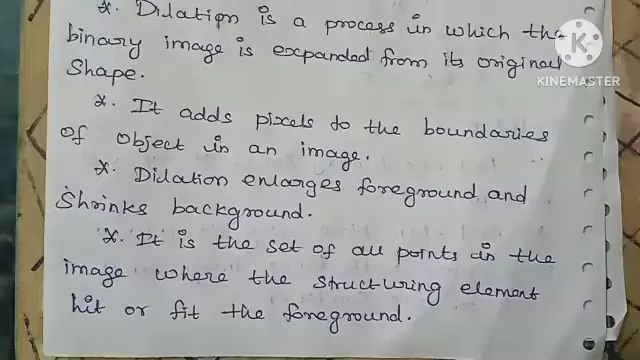 *. Dilation is a process in which the
binary image is expanded from its original
Shape.
*. It adds pixels to the boundaries
of object in an image.
*. Dilation enlarges foreground and
Shrinks background.
*. It is the set of all points in the
image where the structuring element
hit or fit the foreground.
KINEMASTER